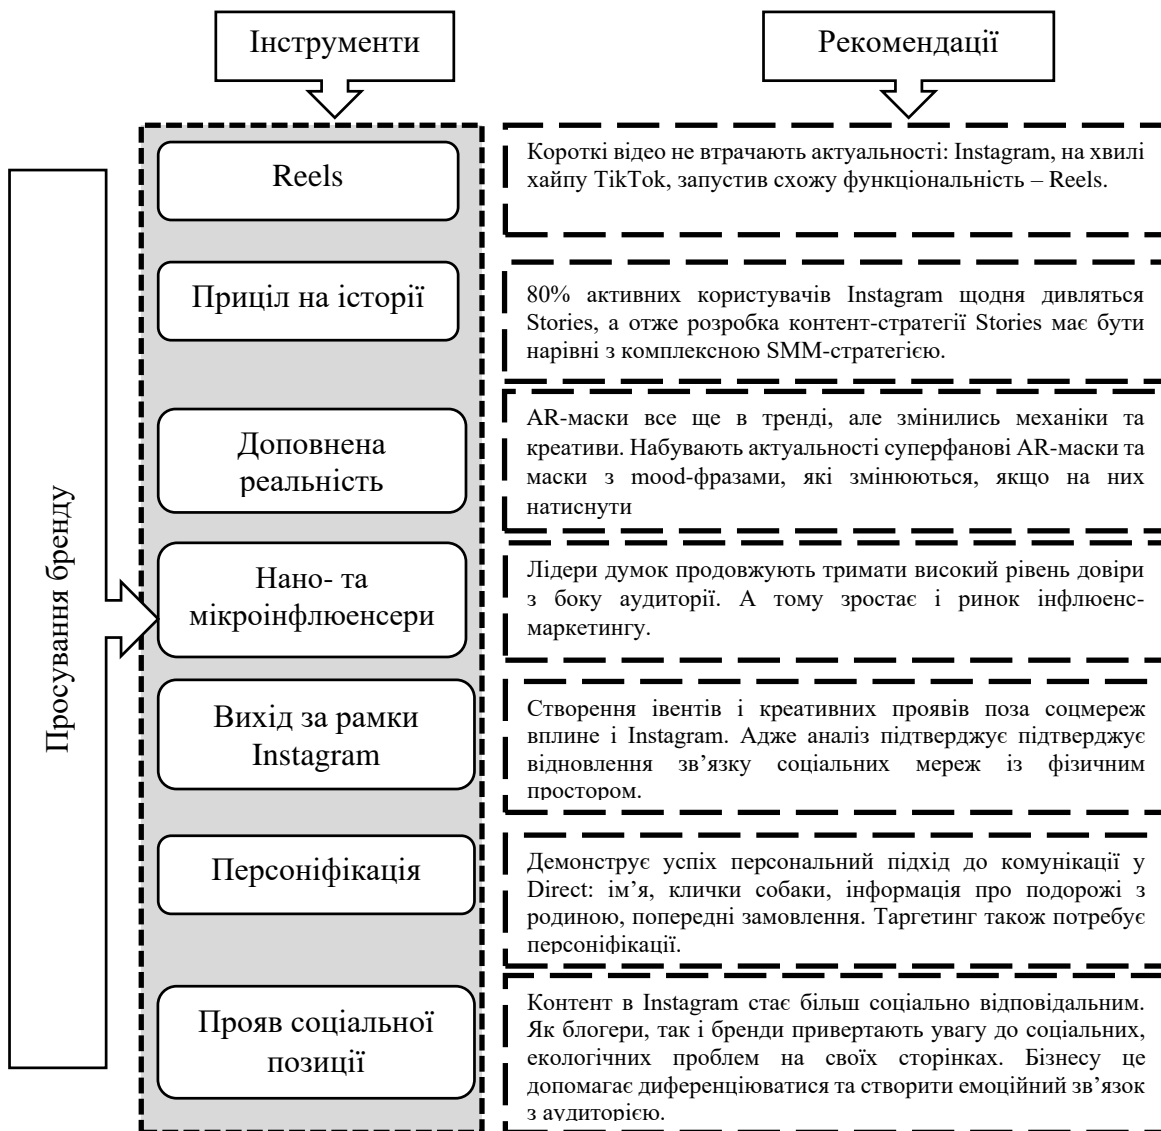 Інструменти
Рекомендації
Просування бренду
Reels
Короткі відео не втрачають актуальності: Instagram, на хвилі
хайпу TikTok, запустив схожу функціональність – Reels.
Приціл на історії
80% активних користувачів Instagram щодня дивляться
Stories, а отже розробка контент-стратегії Stories має бути
нарівні з комплексною SMM-стратегією.
Доповнена
реальність
AR-маски все ще в тренді, але змінились механіки та
креативи. Набувають актуальності суперфанові AR-маски та
маски з mood-фразами, які змінюються, якщо на них
натиснути
Нано- та
мікроінфлюенсери
Лідери думок продовжують тримати високий рівень довіри
з боку аудиторії. А тому зростає і ринок інфлюенс-
маркетингу.
Вихід за рамки
Instagram
Створення івентів і креативних проявів поза соцмереж
вплине і Instagram. Адже аналіз підтверджує підтверджує
відновлення зв’язку соціальних мереж із фізичним
простором.
Персоніфікація
Демонструє успіх персональний підхід до комунікації у
Direct: ім’я, клички собаки, інформація про подорожі з
родиною, попередні замовлення. Таргетинг також потребує
персоніфікації.
Прояв соціальної
позиції
Контент в Instagram стає більш соціально відповідальним.
Як блогери, так і бренди привертають увагу до соціальних,
екологічних проблем на своїх сторінках. Бізнесу це
допомагає диференціюватися та створити емоційний зв’язок
з аудиторією.